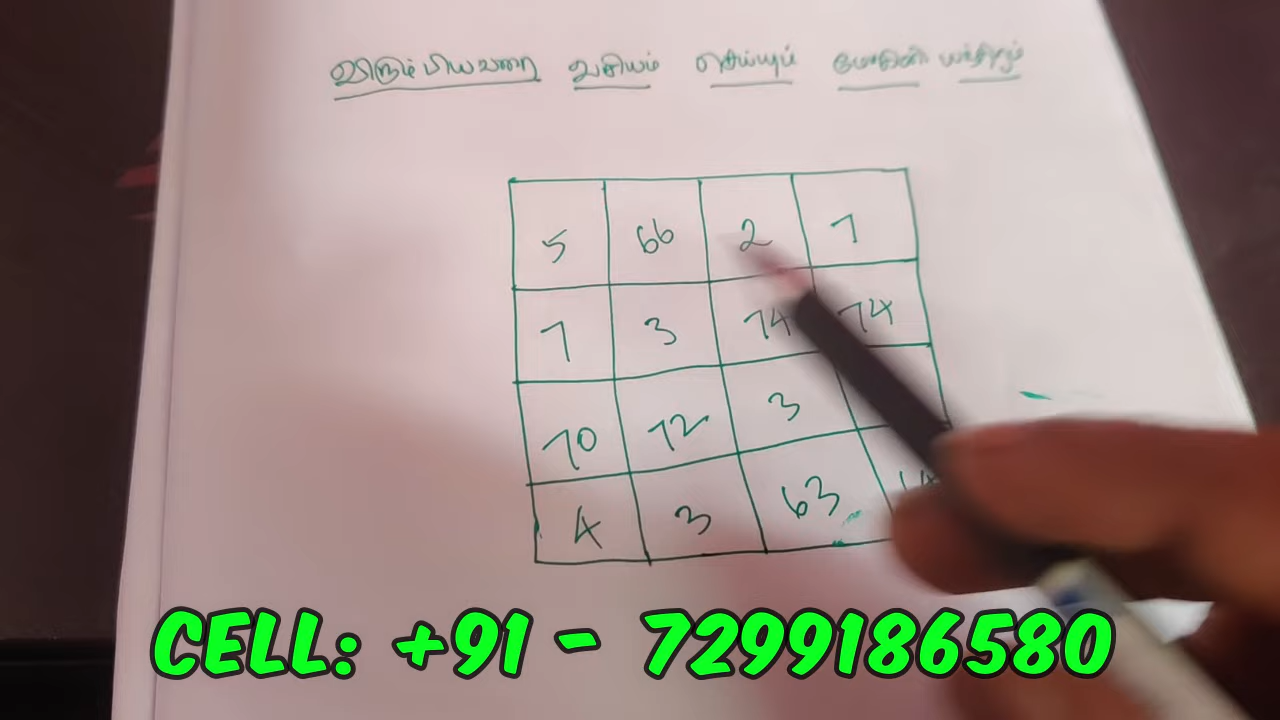 விரும்பியவரை வசியம் செய்யும் மோகினி யந்திரம்
5 66 2 7
7 3 74 74
70 72 3
4 3 63
CELL: +91 - 7299186580